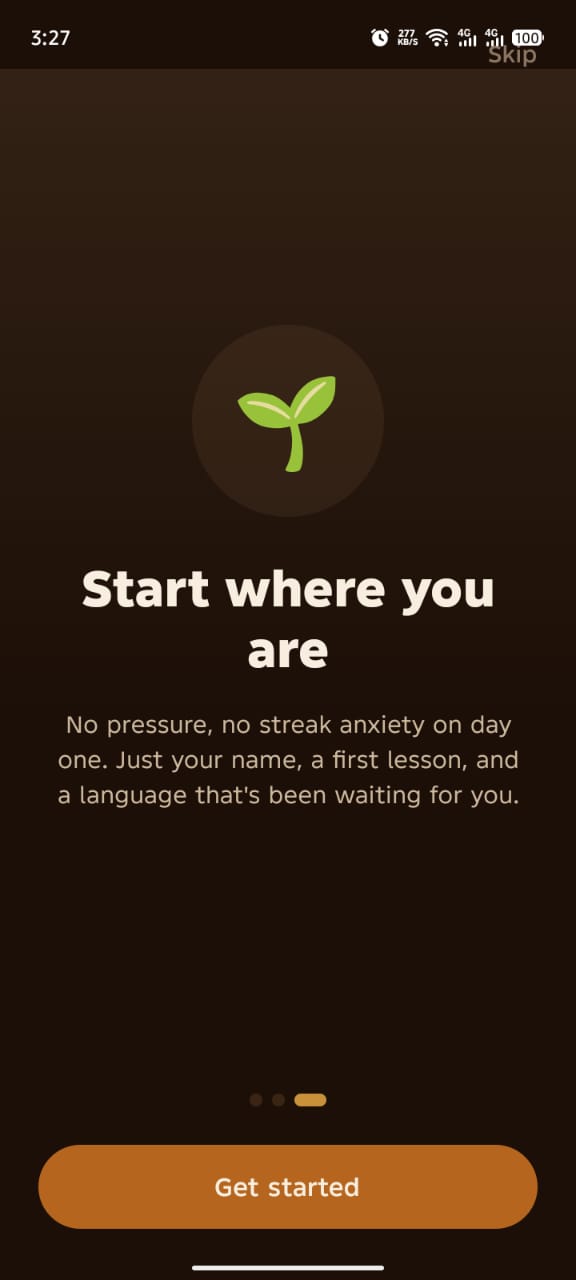 3:27
277
KB/S
4G
4G
100
Skip
Start where you
are
No pressure, no streak anxiety on day
one. Just your name, a first lesson, and
a language that's been waiting for you.
Get started